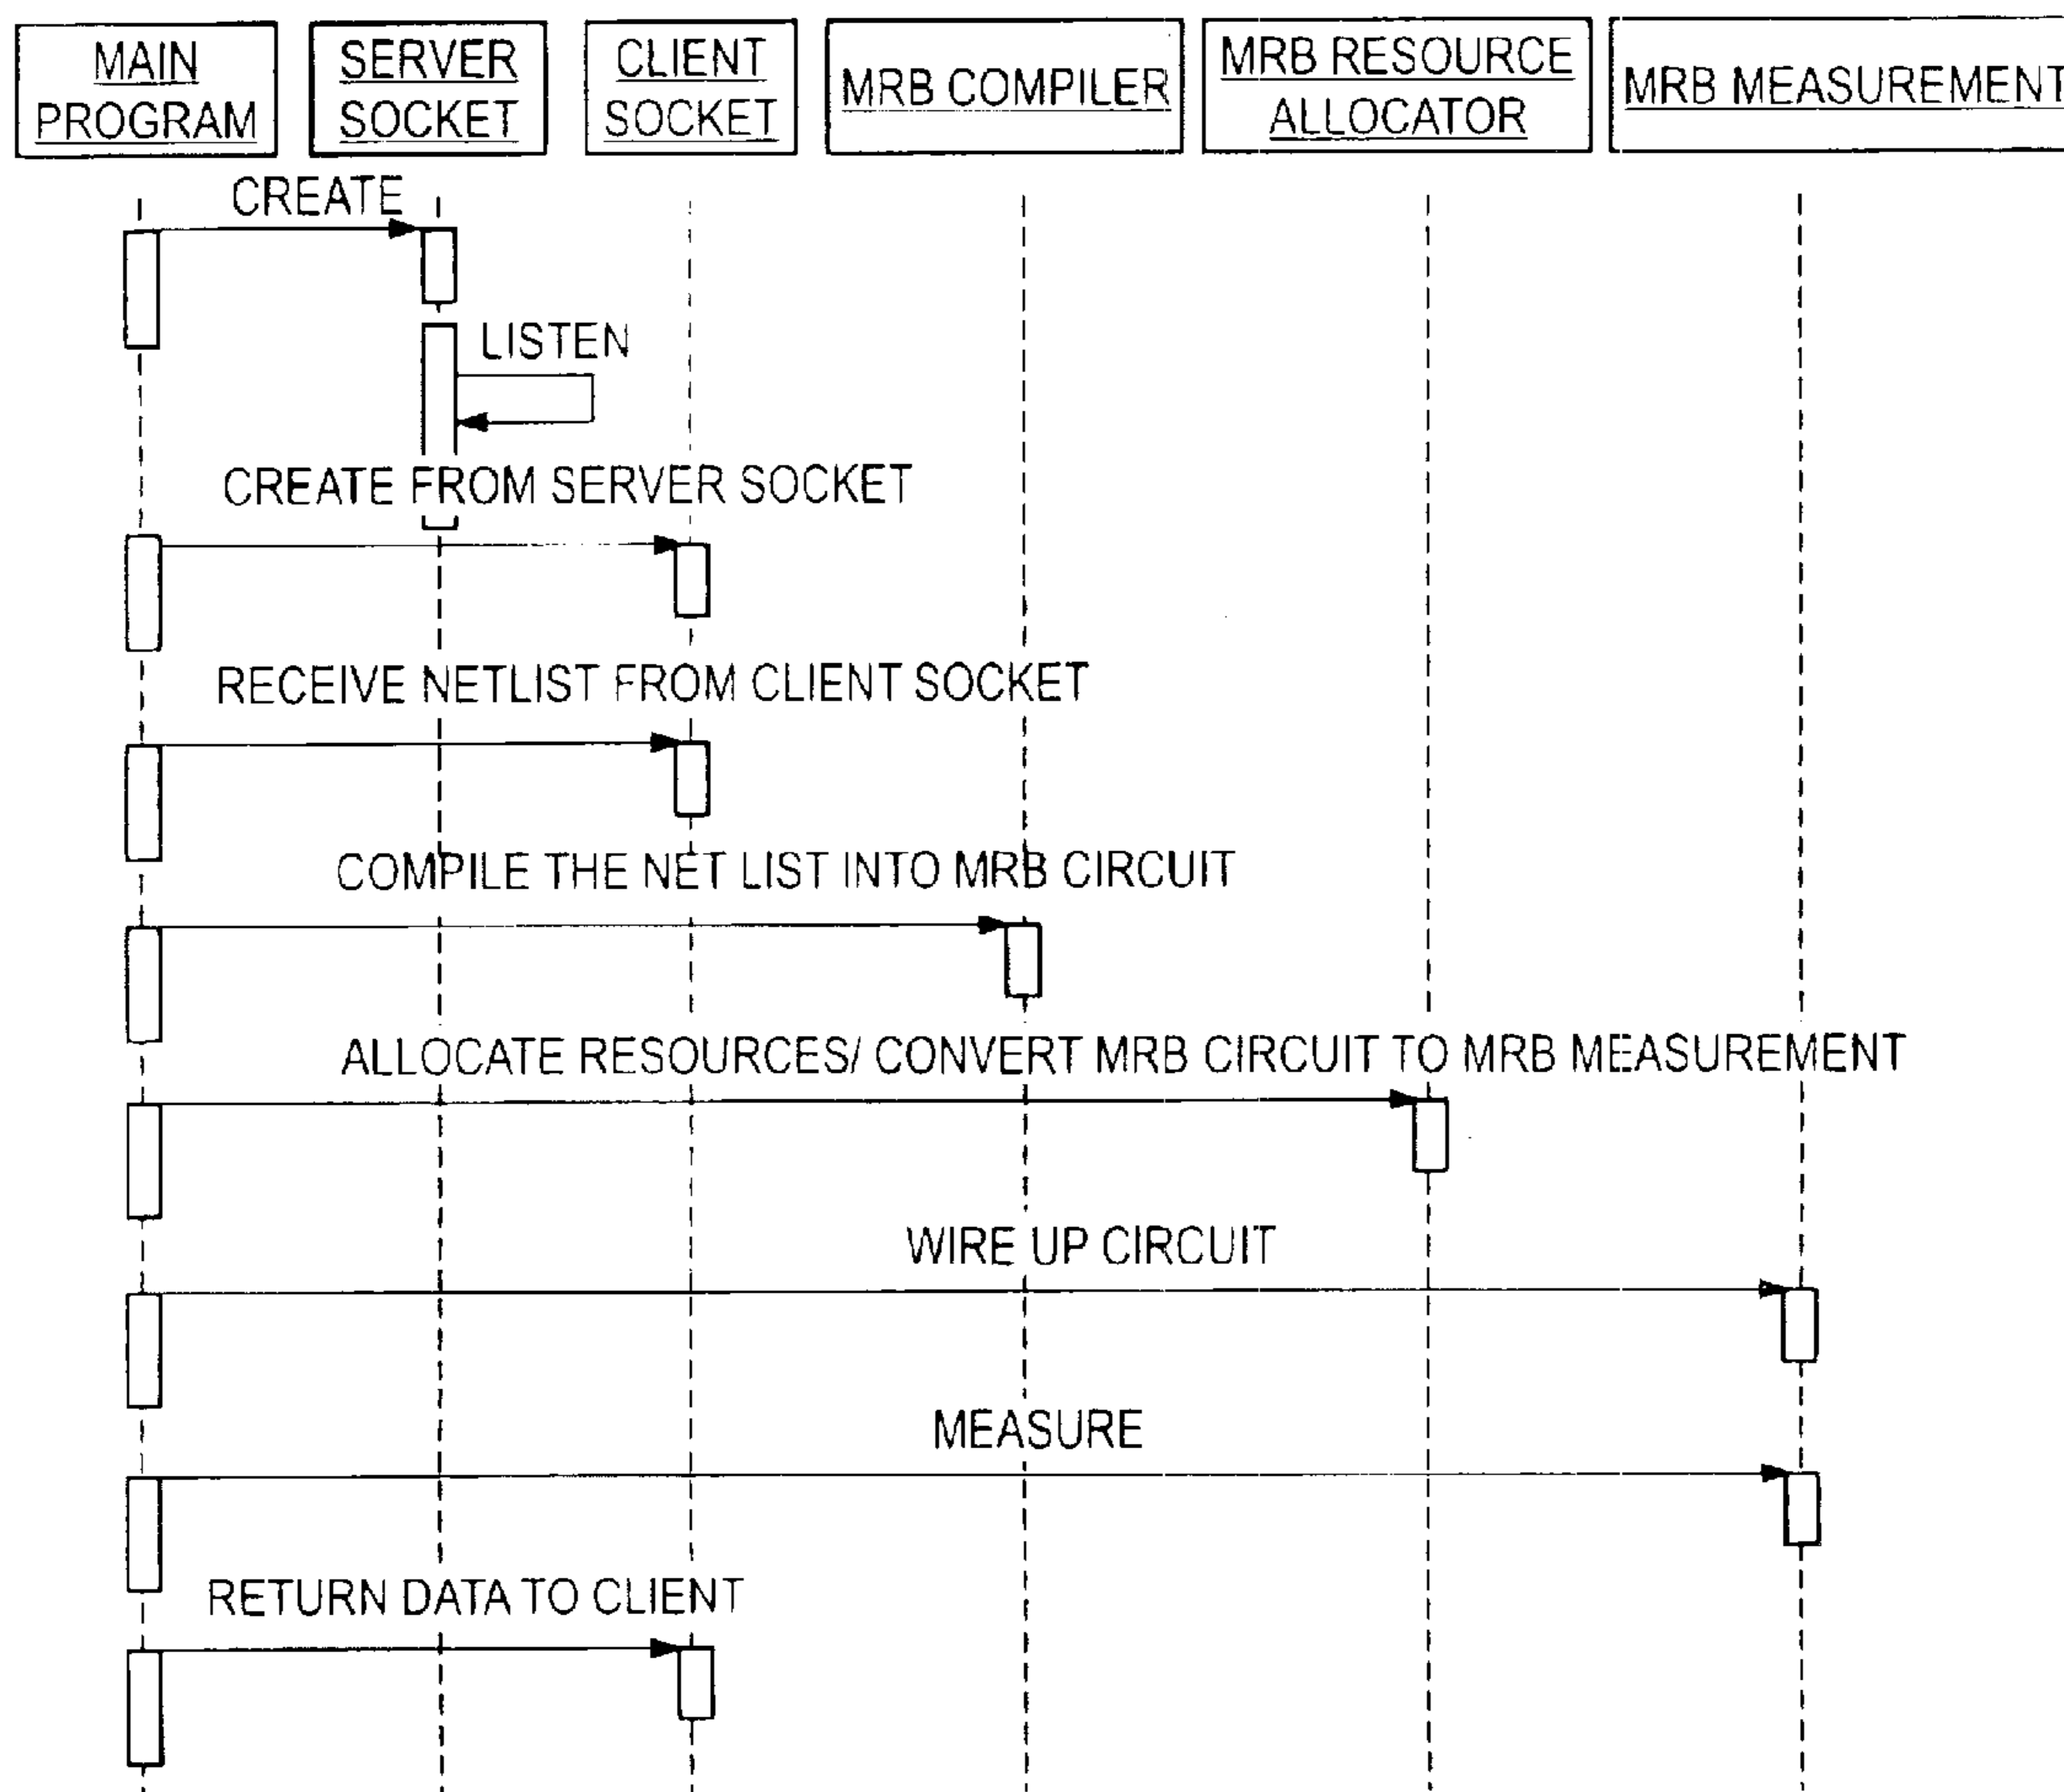 MAIN
PROGRAM
SERVER
SOCKET
CLIENT
SOCKET
MRB COMPILER
MRB RESOURCE
ALLOCATOR
MRB MEASUREMENT
CREATE
LISTEN
CREATE FROM SERVER SOCKET
RECEIVE NETLIST FROM CLIENT SOCKET
COMPILE THE NET LIST INTO MRB CIRCUIT
ALLOCATE RESOURCES/ CONVERT MRB CIRCUIT TO MRB MEASUREMENT
WIRE UP CIRCUIT
MEASURE
RETURN DATA TO CLIENT